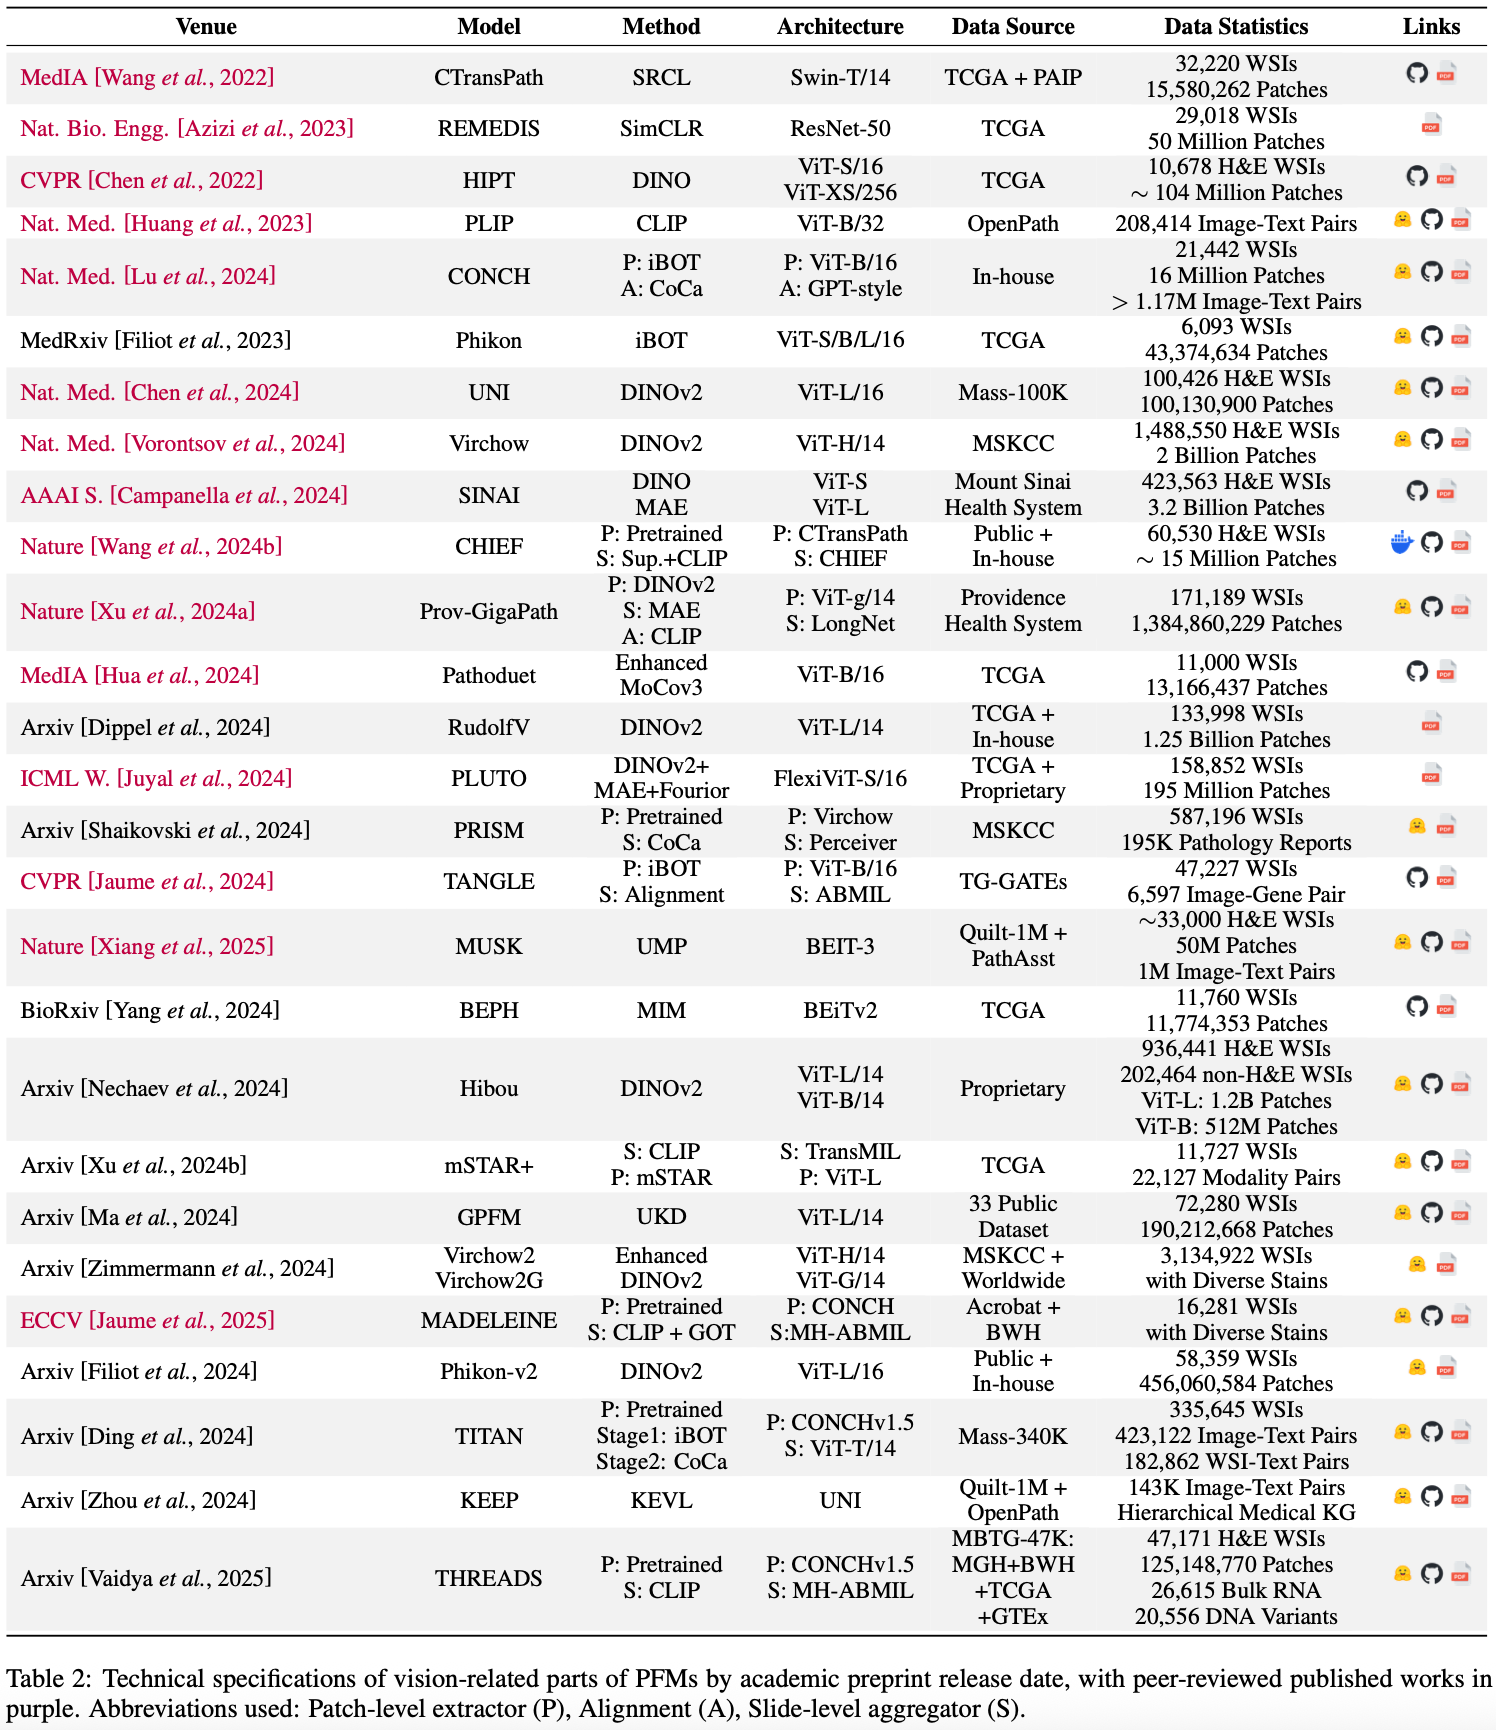 Venue Model Method Architecture Data Source Data Statistics Links
MedIA [Wang et al., 2022] CTransPath SRCL Swin-T/14 TCGA + PAIP 32,220 WSIs
15,580,262 Patches
Nat. Bio. Engg. [Azizi et al., 2023] REMEDIS SimCLR ResNet-50 TCGA 29,018 WSIs
50 Million Patches
CVPR [Chen et al., 2022] HIPT DINO ViT-S/16 TCGA 10,678 H&E WSIs
ViT-XS/256 ~ 104 Million Patches
Nat. Med. [Huang et al., 2023] PLIP CLIP ViT-B/32 OpenPath 208,414 Image-Text Pairs
Nat. Med. [Lu et al., 2024] CONCH P: iBOT P: ViT-B/16 In-house 21,442 WSIs
A: CoCa A: GPT-style 16 Million Patches
> 1.17M Image-Text Pairs
MedRxiv [Filiot et al., 2023] Phikon iBOT ViT-S/B/L/16 TCGA 6,093 WSIs
43,374,634 Patches
Nat. Med. [Chen et al., 2024] UNI DINOv2 ViT-L/16 Mass-100K 100,426 H&E WSIs
100,130,900 Patches
Nat. Med. [Vorontsov et al., 2024] Virchow DINOv2 ViT-H/14 MSKCC 1,488,550 H&E WSIs
2 Billion Patches
AAAI S. [Campanella et al., 2024] SINAI DINO ViT-S Mount Sinai 423,563 H&E WSIs
MAE ViT-L Health System 3.2 Billion Patches
Nature [Wang et al., 2024b] CHIEF P: Pretrained P: CTransPath Public + 60,530 H&E WSIs
S: Sup.+CLIP S: CHIEF In-house ~ 15 Million Patches
Nature [Xu et al., 2024a] Prov-GigaPath P: DINOv2 P: ViT-g/14 Providence 171,189 WSIs
S: MAE S: LongNet Health System 1,384,860,229 Patches
A: CLIP
MedIA [Hua et al., 2024] Pathoduet Enhanced ViT-B/16 TCGA 11,000 WSIs
MoCov3 13,166,437 Patches
Arxiv [Dippel et al., 2024] RudolfV DINOv2 ViT-L/14 TCGA + 133,998 WSIs
In-house 1.25 Billion Patches
ICML W. [Juyal et al., 2024] PLUTO DINOv2+ FlexiViT-S/16 TCGA + 158,852 WSIs
MAE+Fourior Proprietary 195 Million Patches
Arxiv [Shaikovski et al., 2024] PRISM P: Pretrained P: Virchow MSKCC 587,196 WSIs
S: CoCa S: Perceiver 195K Pathology Reports
CVPR [Jaume et al., 2024] TANGLE P: iBOT P: ViT-B/16 TG-GATEs 47,227 WSIs
S: Alignment S: ABMIL 6,597 Image-Gene Pair
Nature [Xiang et al., 2025] MUSK UMP BEIT-3 Quilt-1M + ~33,000 H&E WSIs
PathAsst 50M Patches
1M Image-Text Pairs
BioRxiv [Yang et al., 2024] BEPH MIM BEiTv2 TCGA 11,760 WSIs
11,774,353 Patches
Arxiv [Nechaev et al., 2024] Hibou DINOv2 ViT-L/14 Proprietary 936,441 H&E WSIs
ViT-B/14 202,464 non-H&E WSIs
ViT-L: 1.2B Patches
ViT-B: 512M Patches
Arxiv [Xu et al., 2024b] mSTAR+ S: CLIP S: TransMIL TCGA 11,727 WSIs
P: mSTAR P: ViT-L 22,127 Modality Pairs
Arxiv [Ma et al., 2024] GPFM UKD ViT-L/14 33 Public 72,280 WSIs
Dataset 190,212,668 Patches
Arxiv [Zimmermann et al., 2024] Virchow2 Enhanced ViT-H/14 MSKCC + 3,134,922 WSIs
Virchow2G DINOv2 ViT-G/14 Worldwide with Diverse Stains
ECCV [Jaume et al., 2025] MADELEINE P: Pretrained P: CONCH Acrobat + 16,281 WSIs
S: CLIP + GOT S:MH-ABMIL BWH with Diverse Stains
Arxiv [Filiot et al., 2024] Phikon-v2 DINOv2 ViT-L/16 Public + 58,359 WSIs
In-house 456,060,584 Patches
Arxiv [Ding et al., 2024] TITAN P: Pretrained P: CONCHv1.5 Mass-340K 335,645 WSIs
Stage1: iBOT S: ViT-T/14 423,122 Image-Text Pairs
Stage2: CoCa 182,862 WSI-Text Pairs
Arxiv [Zhou et al., 2024] KEEP KEVL UNI Quilt-1M + 143K Image-Text Pairs
OpenPath Hierarchical Medical KG
Arxiv [Vaidya et al., 2025] THREADS P: Pretrained P: CONCHv1.5 MBTG-47K: 47,171 H&E WSIs
S: CLIP S: MH-ABMIL MGH+BWH 125,148,770 Patches
+TCGA 26,615 Bulk RNA
+GTEx 20,556 DNA Variants
Table 2: Technical specifications of vision-related parts of PFMs by academic preprint release date, with peer-reviewed published works in
purple. Abbreviations used: Patch-level extractor (P), Alignment (A), Slide-level aggregator (S).